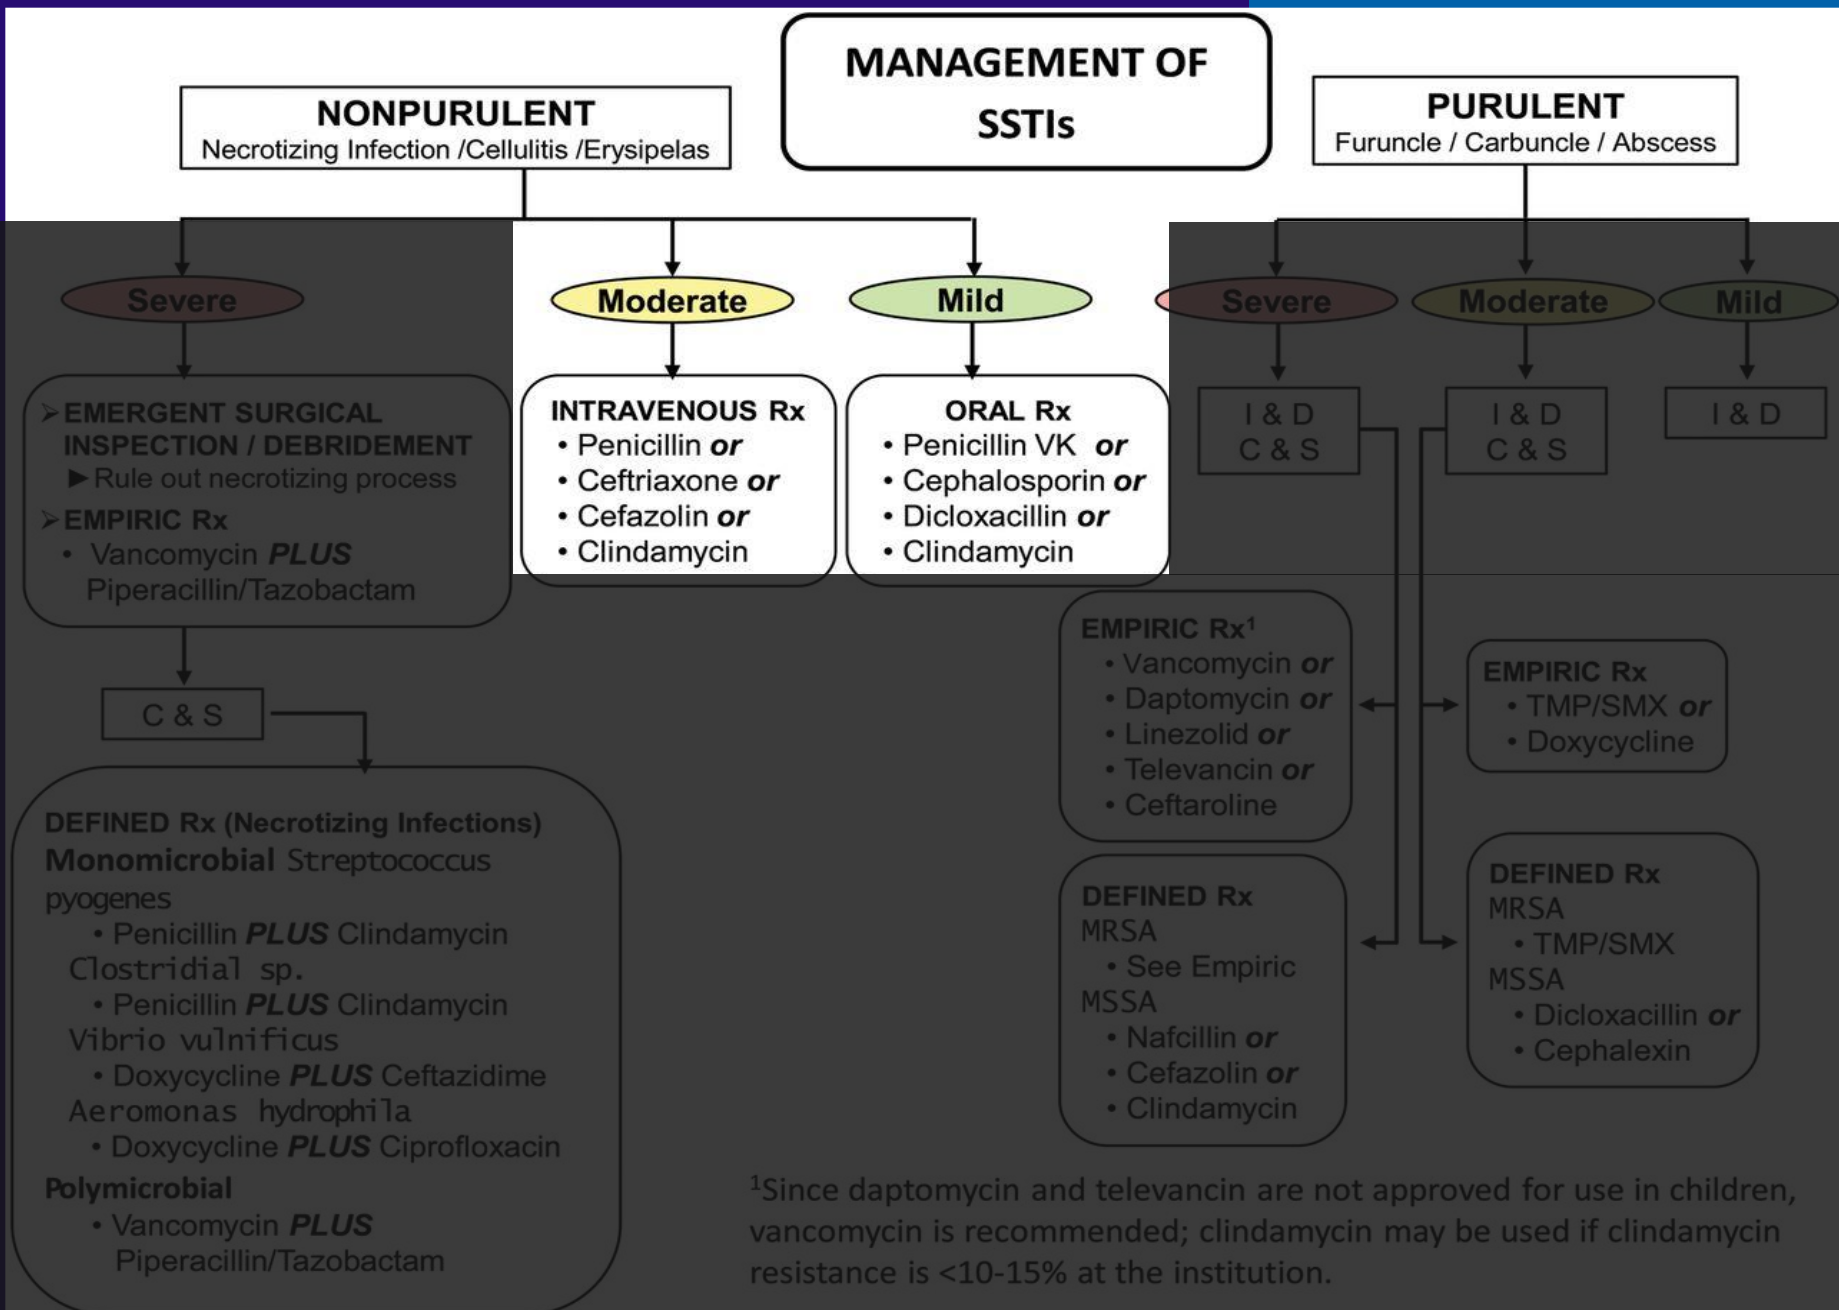 MANAGEMENT OF
SSTIs
NONPURULENT
Necrotizing Infection /Cellulitis /Erysipelas
Severe
➢EMERGENT SURGICAL
INSPECTION / DEBRIDEMENT
►Rule out necrotizing process
➢EMPIRIC Rx
• Vancomycin PLUS
Piperacillin/Tazobactam
C & S
DEFINED Rx (Necrotizing Infections)
Monomicrobial Streptococcus
pyogenes
• Penicillin PLUS Clindamycin
Clostridial sp.
• Penicillin PLUS Clindamycin
Vibrio vulnificus
• Doxycycline PLUS Ceftazidime
Aeromonas hydrophila
• Doxycycline PLUS Ciprofloxacin
Polymicrobial
• Vancomycin PLUS
Piperacillin/Tazobactam
Moderate
INTRAVENOUS Rx
• Penicillin or
• Ceftriaxone or
• Cefazolin or
• Clindamycin
Mild
ORAL Rx
• Penicillin VK or
• Cephalosporin or
• Dicloxacillin or
• Clindamycin
PURULENT
Furuncle / Carbuncle / Abscess
Severe
I & D
C & S
EMPIRIC Rx¹
• Vancomycin or
• Daptomycin or
• Linezolid or
• Televancin or
• Ceftaroline
DEFINED Rx
MRSA
• See Empiric
MSSA
• Nafcillin or
• Cefazolin or
• Clindamycin
Moderate
I & D
C & S
EMPIRIC Rx
• TMP/SMX or
• Doxycycline
DEFINED Rx
MRSA
• TMP/SMX
MSSA
• Dicloxacillin or
• Cephalexin
Mild
I & D
¹Since daptomycin and televancin are not approved for use in children,
vancomycin is recommended; clindamycin may be used if clindamycin
resistance is <10-15% at the institution.